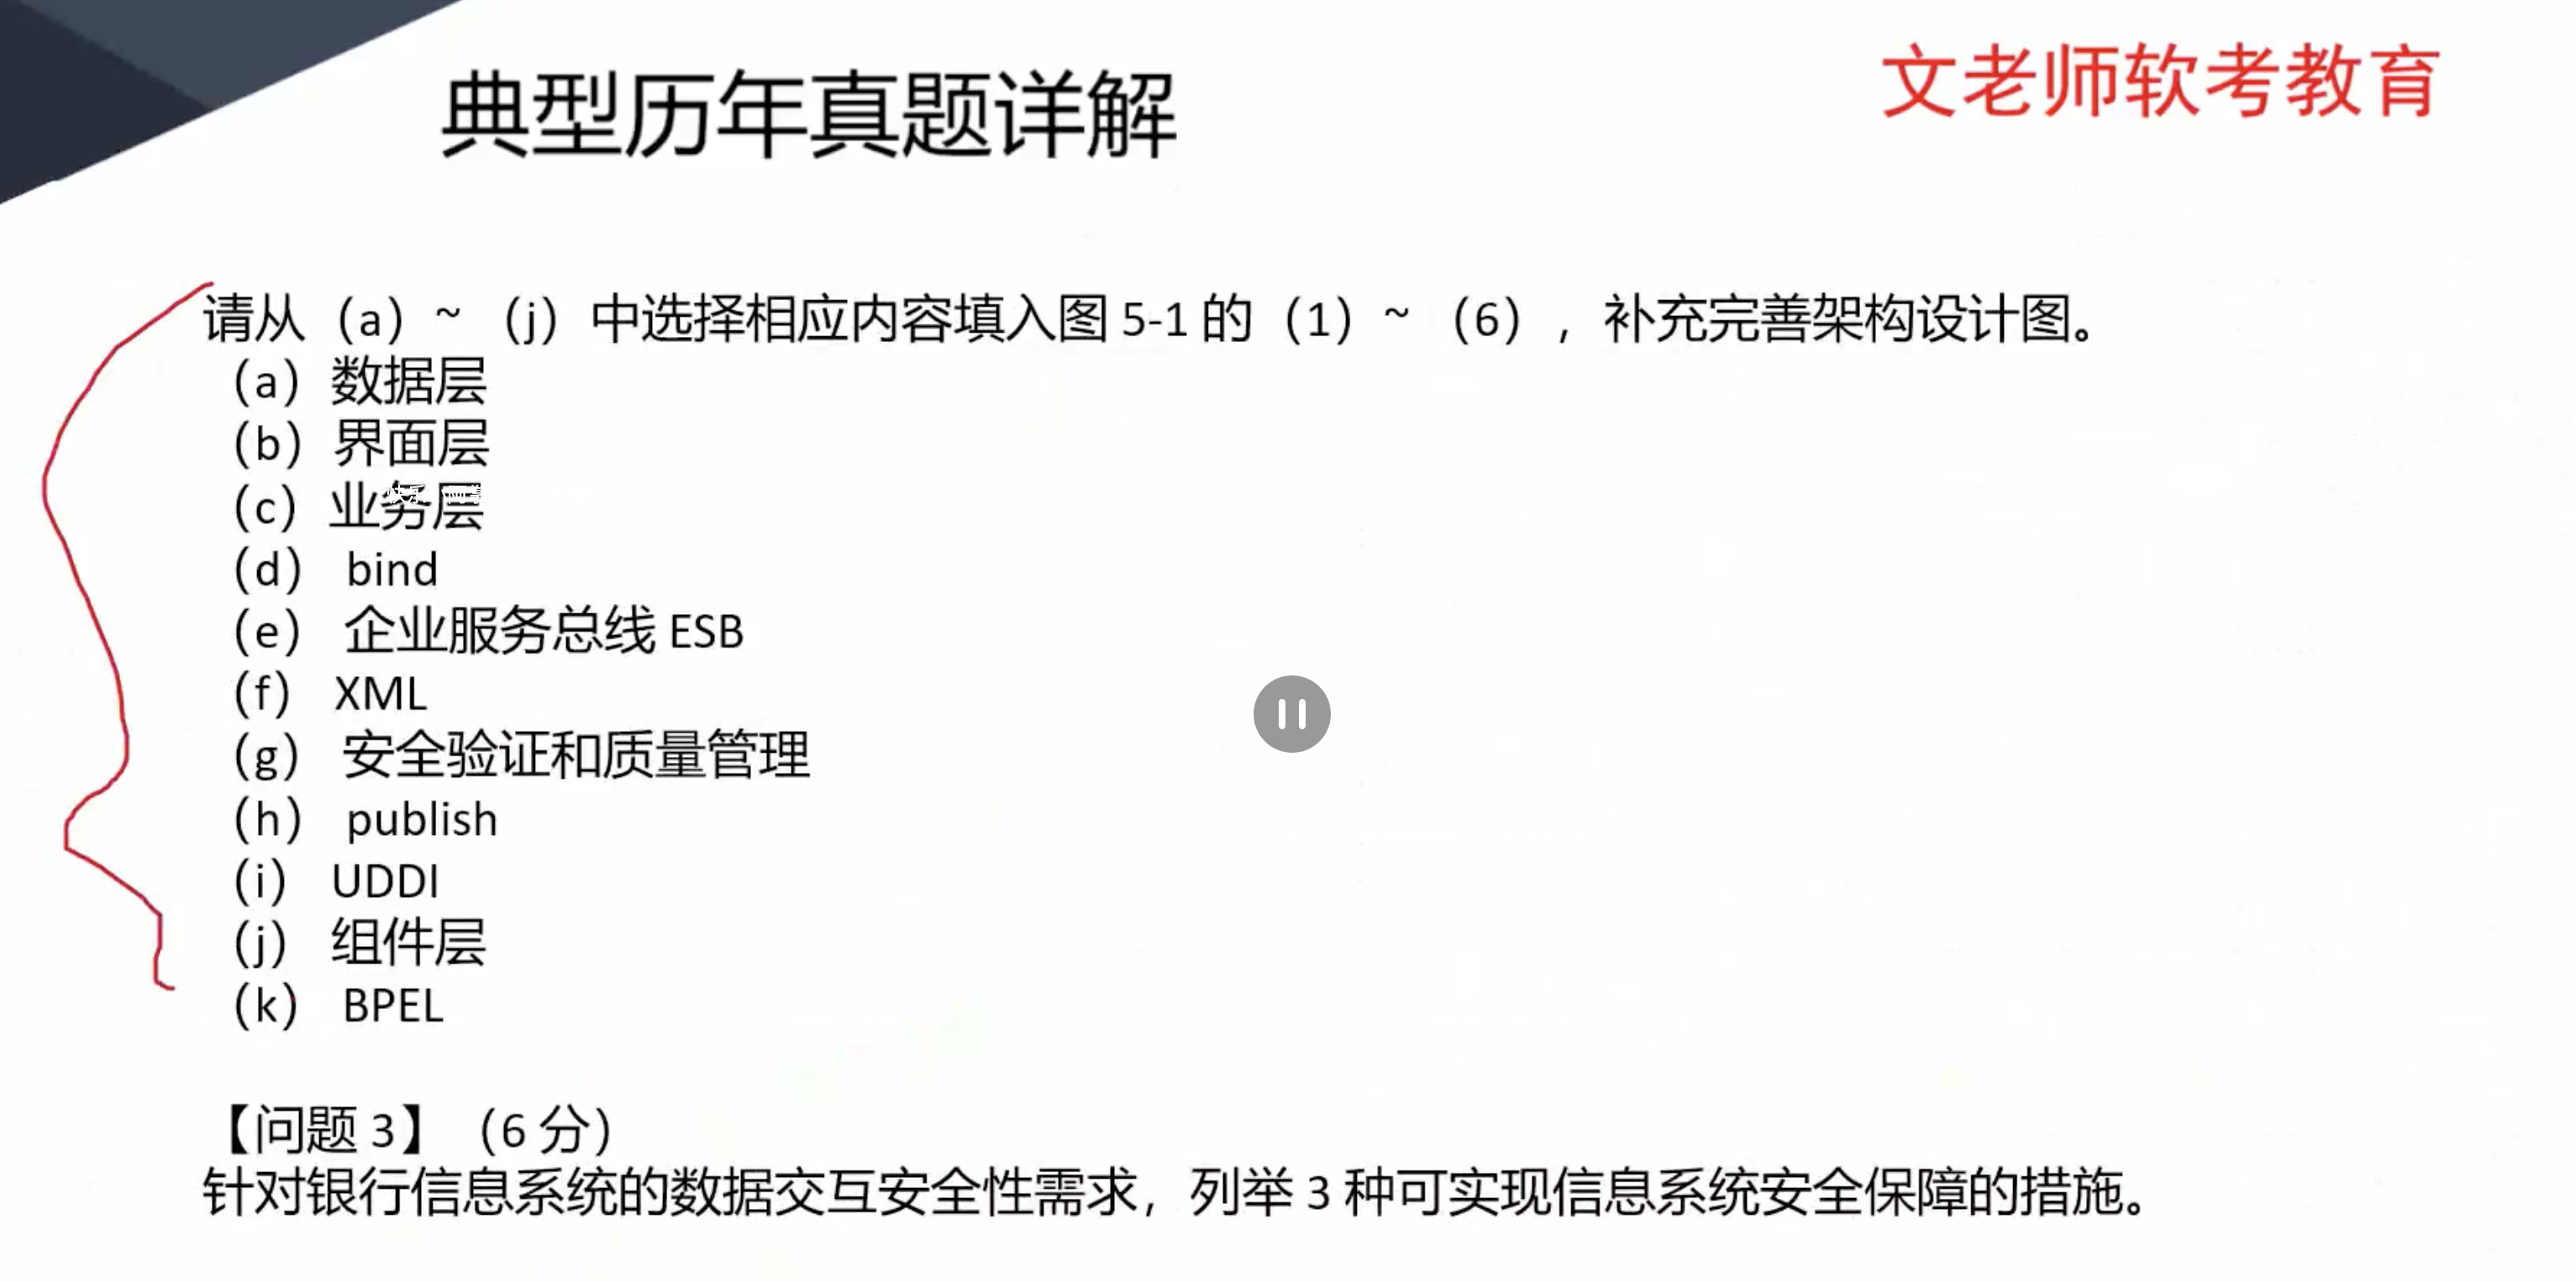 典型历年真题详解
文老师软考教育
请从（a）~（j）中选择相应内容填入图 5-1 的（1）~（6），补充完善架构设计图。
（a）数据层
（b）界面层
（c）业务层
（d） bind
（e） 企业服务总线 ESB
（f） XML
（g） 安全验证和质量管理
（h） publish
（i） UDDI
（j） 组件层
（k） BPEL
【问题 3】（6 分）
针对银行信息系统的数据交互安全性需求，列举 3 种可实现信息系统安全保障的措施。